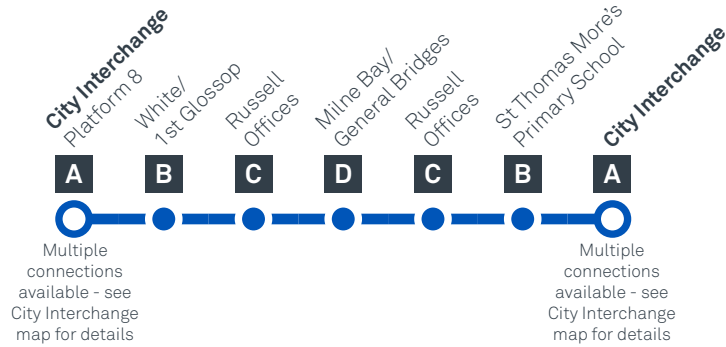 City Interchange
Platform 8
White/
1st Glossop
Russell
Offices
Milne Bay/
General Bridges
Russell
Offices
St Thomas More's
Primary School
City Interchange
A
B
C
D
C
B
A
Multiple
connections
available - see
City Interchange
map for details
Multiple
connections
available - see
City Interchange
map for details